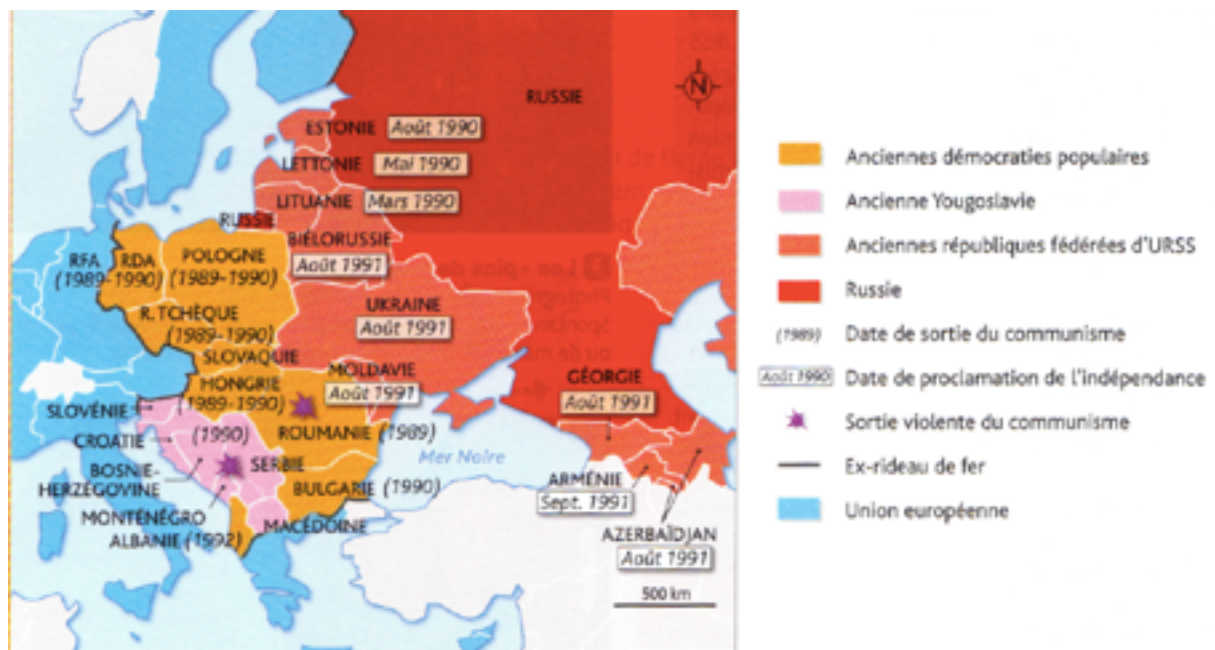 RUSSIE
N
ESTONIE Août 1990
LETTONIE Mai 1990
LITUANIE Mars 1990
RUSSIE
BIÉLORUSSIE
Août 1991
RFA RDA POLOGNE
(1989-1990) (1989-1990)
R. TCHÈQUE
(1989-1990)
UKRAINE
Août 1991
SLOVAQUIE
HONGRIE
(1989-1990)
MOLDAVIE
Août 1991
GÉORGIE
Août 1991
SLOVÉNIE
CROATIE
(1990)
ROUMANIE (1989)
Mer Noire
BOSNIE-
HERZÉGOVINE
SERBIE
BULGARIE (1990)
ARMÉNIE
Sept. 1991
MONTÉNÉGRO
MACÉDOINE
ALBANIE (1992)
AZERBAÏDJAN
Août 1991
500 km
Anciennes démocraties populaires
Ancienne Yougoslavie
Anciennes républiques fédérées d'URSS
Russie
(1989) Date de sortie du communisme
Août 1990 Date de proclamation de l'indépendance
Sortie violente du communisme
Ex-rideau de fer
Union européenne